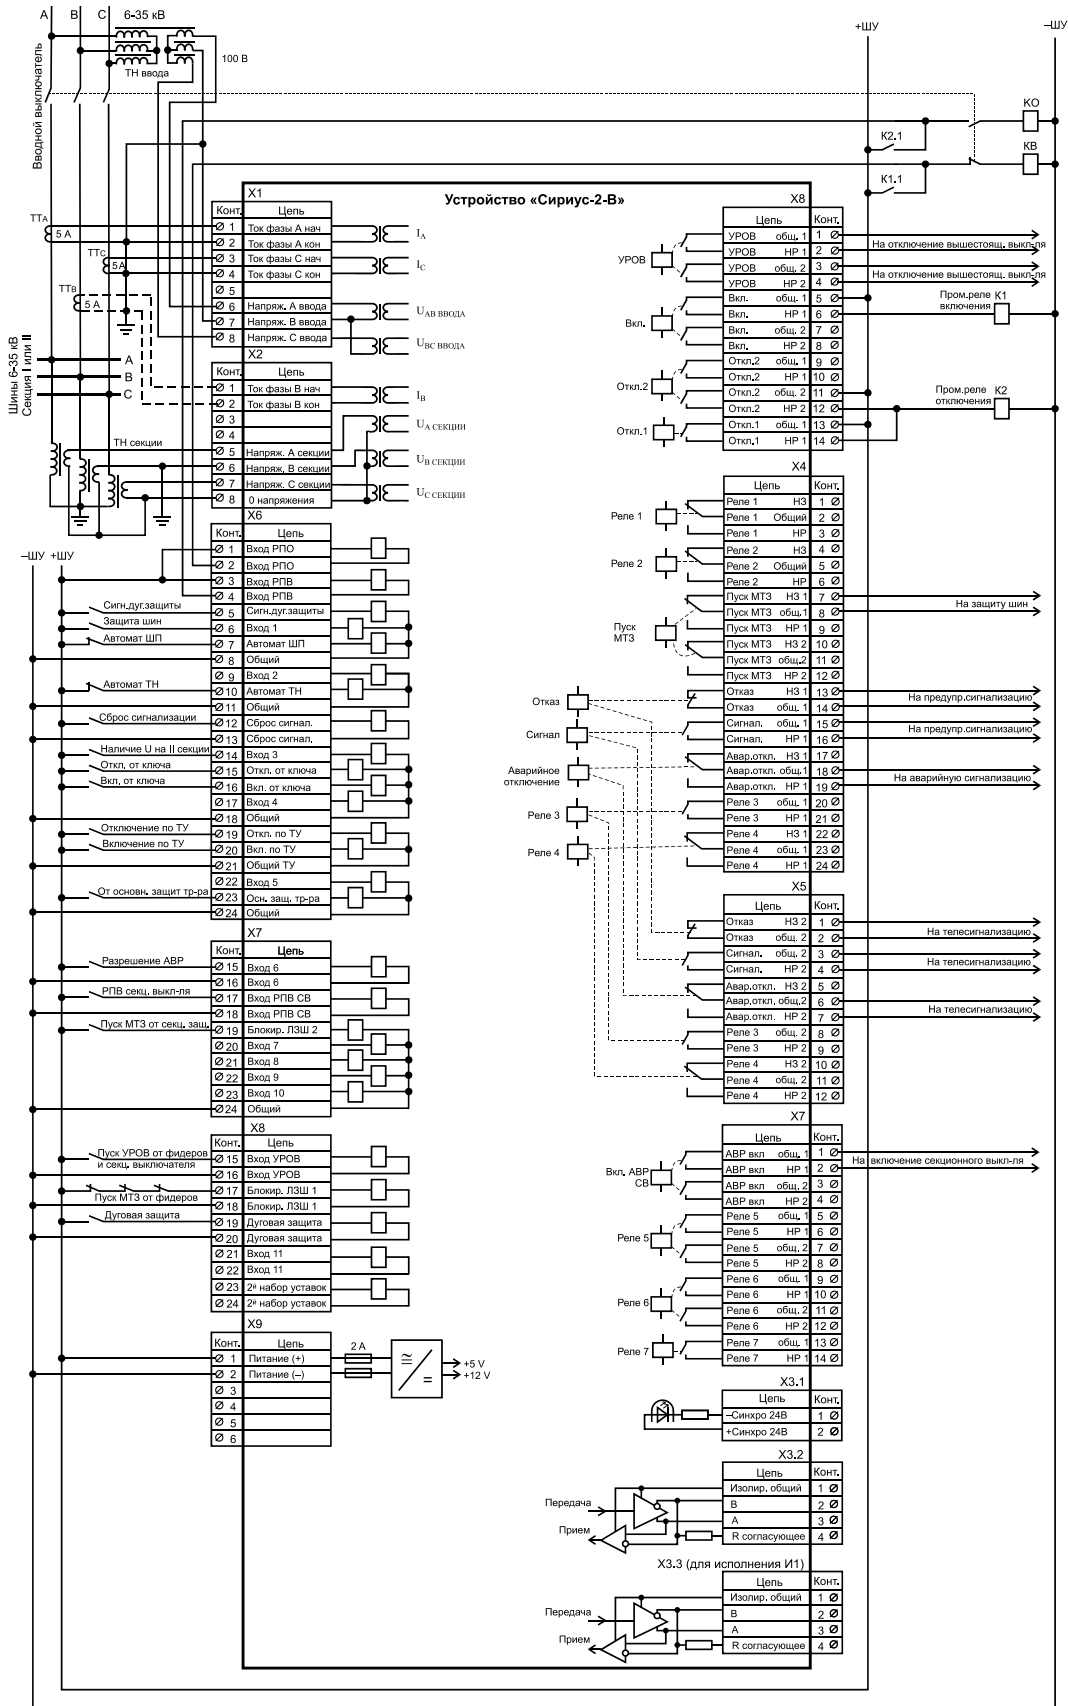 A B C 6-35 кВ
100 В
ТН ввода
Вводной выключатель
+ШУ
–ШУ
KO
K2.1
KB
K1.1
Устройство «Сириус-2-В»
X1
Конт. Цепь
1 Ток фазы А нач
2 Ток фазы А кон
3 Ток фазы С нач
4 Ток фазы С кон
5
6 Напряж. А ввода
7 Напряж. В ввода
8 Напряж. С ввода
TTA
5 A
TTC
5 A
TTB
5 A
IA
IC
UAB ВВОДА
UBC ВВОДА
Шины 6-35 кВ
Секция I или II
A
B
C
X2
Конт. Цепь
1 Ток фазы В нач
2 Ток фазы В кон
3
4
5 Напряж. А секции
6 Напряж. В секции
7 Напряж. С секции
8 0 напряжения
ТН секции
IB
UA СЕКЦИИ
UB СЕКЦИИ
UC СЕКЦИИ
–ШУ +ШУ
X6
Конт. Цепь
1 Вход РПО
2 Вход РПО
3 Вход РПВ
4 Вход РПВ
5 Сигн.дуг.защиты
6 Вход 1
7 Автомат ШП
8 Общий
9 Вход 2
10 Автомат ТН
11 Общий
12 Сброс сигнал.
13 Сброс сигнал.
14 Вход 3
15 Откл. от ключа
16 Вкл. от ключа
17 Вход 4
18 Общий
19 Откл. по ТУ
20 Вкл. по ТУ
21 Общий ТУ
22 Вход 5
23 Осн. защ. тр-ра
24 Общий
Сигн.дуг.защиты
Защита шин
Автомат ШП
Автомат ТН
Сброс сигнализации
Наличие U на II секции
Откл. от ключа
Вкл. от ключа
Отключение по ТУ
Включение по ТУ
От основн. защит тр-ра
X7
Конт. Цепь
15 Вход 6
16 Вход 6
17 Вход РПВ СВ
18 Вход РПВ СВ
19 Блокир. ЛЗШ 2
20 Вход 7
21 Вход 8
22 Вход 9
23 Вход 10
24 Общий
Разрешение АВР
РПВ секц. выкл-ля
Пуск МТЗ от секц. защ.
X8
Конт. Цепь
15 Вход УРОВ
16 Вход УРОВ
17 Блокир. ЛЗШ 1
18 Блокир. ЛЗШ 1
19 Дуговая защита
20 Дуговая защита
21 Вход 11
22 Вход 11
23 2й набор уставок
24 2й набор уставок
Пуск УРОВ от фидеров
и секц. выключателя
Пуск МТЗ от фидеров
Дуговая защита
X9
Конт. Цепь
1 Питание (+)
2 Питание (–)
3
4
5
6
2 А
≅
=
+5 V
+12 V
X8
Цепь Конт.
УРОВ общ. 1 1
УРОВ НР 1 2
УРОВ общ. 2 3
УРОВ НР 2 4
Вкл. общ. 1 5
Вкл. НР 1 6
Вкл. общ. 2 7
Вкл. НР 2 8
Откл.2 общ. 1 9
Откл.2 НР 1 10
Откл.2 общ. 2 11
Откл.2 НР 2 12
Откл.1 общ. 1 13
Откл.1 НР 1 14
УРОВ
Вкл.
Откл.2
Откл.1
На отключение вышестоящ. выкл-ля
На отключение вышестоящ. выкл-ля
Пром.реле К1
включения
Пром.реле К2
отключения
X4
Цепь Конт.
Реле 1 НЗ 1
Реле 1 Общий 2
Реле 1 НР 3
Реле 2 НЗ 4
Реле 2 Общий 5
Реле 2 НР 6
Пуск МТЗ НЗ 1 7
Пуск МТЗ общ.1 8
Пуск МТЗ НР 1 9
Пуск МТЗ НЗ 2 10
Пуск МТЗ общ.2 11
Пуск МТЗ НР 2 12
Отказ НЗ 1 13
Отказ общ. 1 14
Сигнал. общ. 1 15
Сигнал. НР 1 16
Авар.откл. НЗ 1 17
Авар.откл. общ.1 18
Авар.откл. НР 1 19
Реле 3 общ. 1 20
Реле 3 НР 1 21
Реле 4 НЗ 1 22
Реле 4 общ. 1 23
Реле 4 НР 1 24
Реле 1
Реле 2
Пуск
МТЗ
Отказ
Сигнал
Аварийное
отключение
Реле 3
Реле 4
На защиту шин
На предупр.сигнализацию
На предупр.сигнализацию
На аварийную сигнализацию
X5
Цепь Конт.
Отказ НЗ 2 1
Отказ общ. 2 2
Сигнал. общ. 2 3
Сигнал. НР 2 4
Авар.откл. НЗ 2 5
Авар.откл. общ.2 6
Авар.откл. НР 2 7
Реле 3 общ. 2 8
Реле 3 НР 2 9
Реле 4 НЗ 2 10
Реле 4 общ. 2 11
Реле 4 НР 2 12
На телесигнализацию
На телесигнализацию
На телесигнализацию
X7
Цепь Конт.
АВР вкл общ. 1 1
АВР вкл НР 1 2
АВР вкл общ. 2 3
АВР вкл НР 2 4
Реле 5 общ. 1 5
Реле 5 НР 1 6
Реле 5 общ. 2 7
Реле 5 НР 2 8
Реле 6 общ. 1 9
Реле 6 НР 1 10
Реле 6 общ. 2 11
Реле 6 НР 2 12
Реле 7 общ. 1 13
Реле 7 НР 1 14
Вкл. АВР
СВ
Реле 5
Реле 6
Реле 7
На включение секционного выкл-ля
X3.1
Цепь Конт.
–Синхро 24В 1
+Синхро 24В 2
X3.2
Цепь Конт.
Изолир. общий 1
B 2
A 3
R согласующее 4
Передача
Прием
X3.3 (для исполнения И1)
Цепь Конт.
Изолир. общий 1
B 2
A 3
R согласующее 4
Передача
Прием